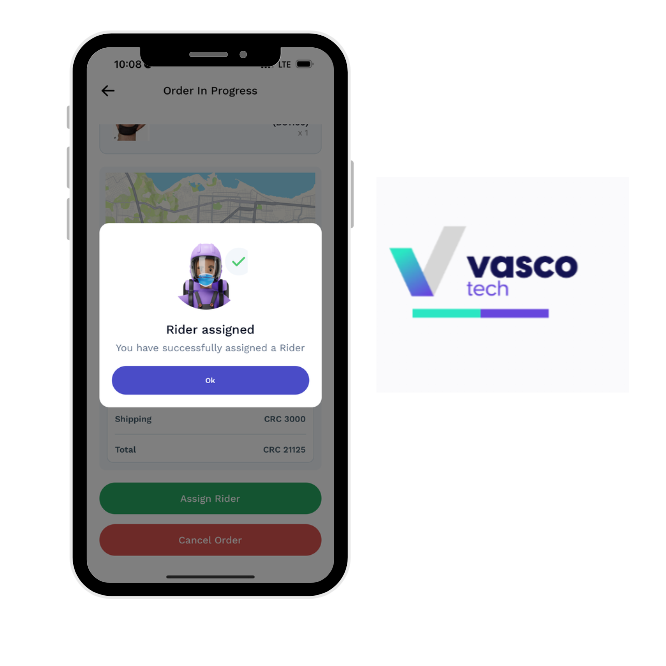 10:08
LTE
Order In Progress
x 1
Rider assigned
You have successfully assigned a Rider
Ok
Shipping
CRC 3000
Total
CRC 21125
Assign Rider
Cancel Order
vasco
tech